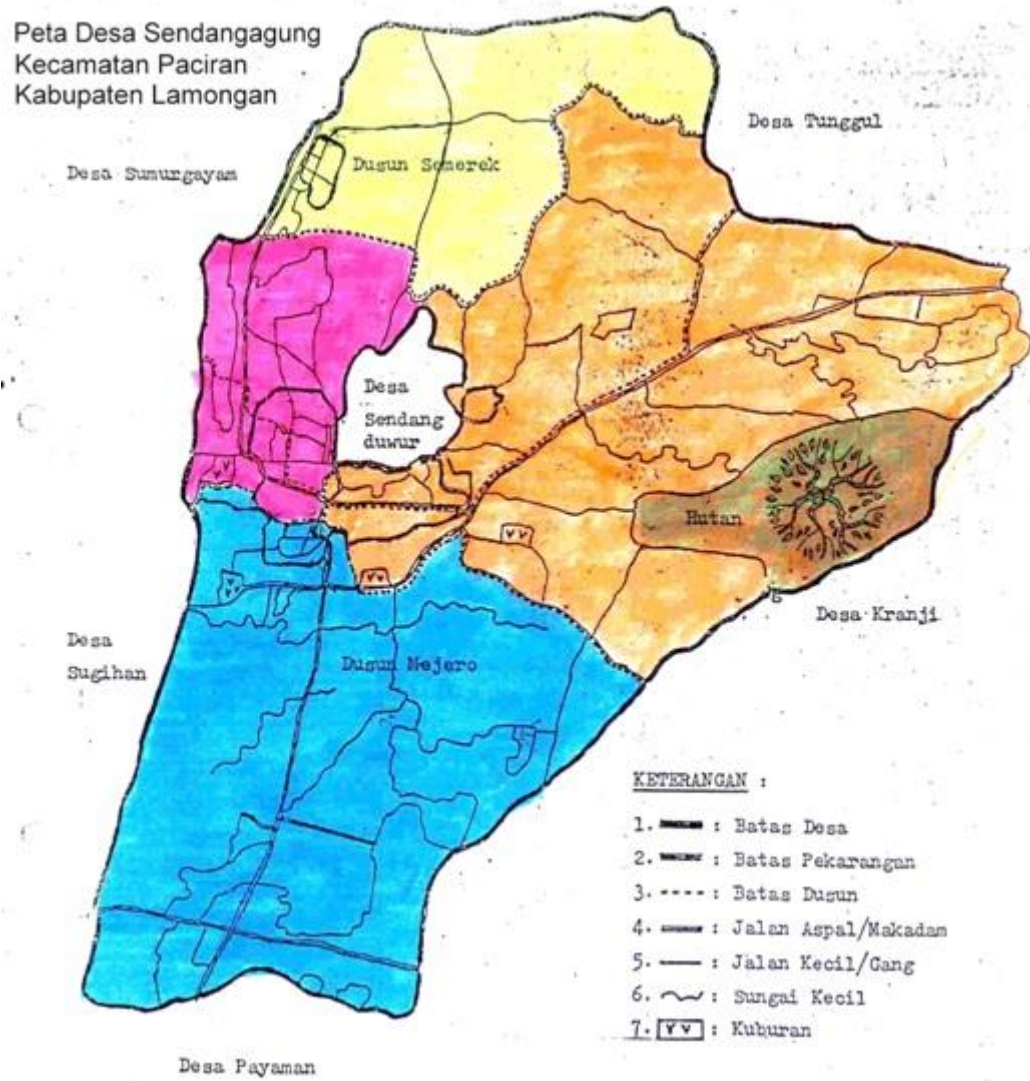 Peta Desa Sendangagung
Kecamatan Paciran
Kabupaten Lamongan
Desa Tunggul
Desa Sumurgayam
Dusun Semerek
Desa
Sendang
duwur
Hutan
Desa Kranji
Desa
Sugihan
Dusun Mejero
KETERANGAN :
1. : Batas Desa
2. : Batas Pekarangan
3. : Batas Dusun
4. : Jalan Aspal/Makadam
5. : Jalan Kecil/Gang
6. : Sungai Kecil
7. : Kuburan
Desa Payaman